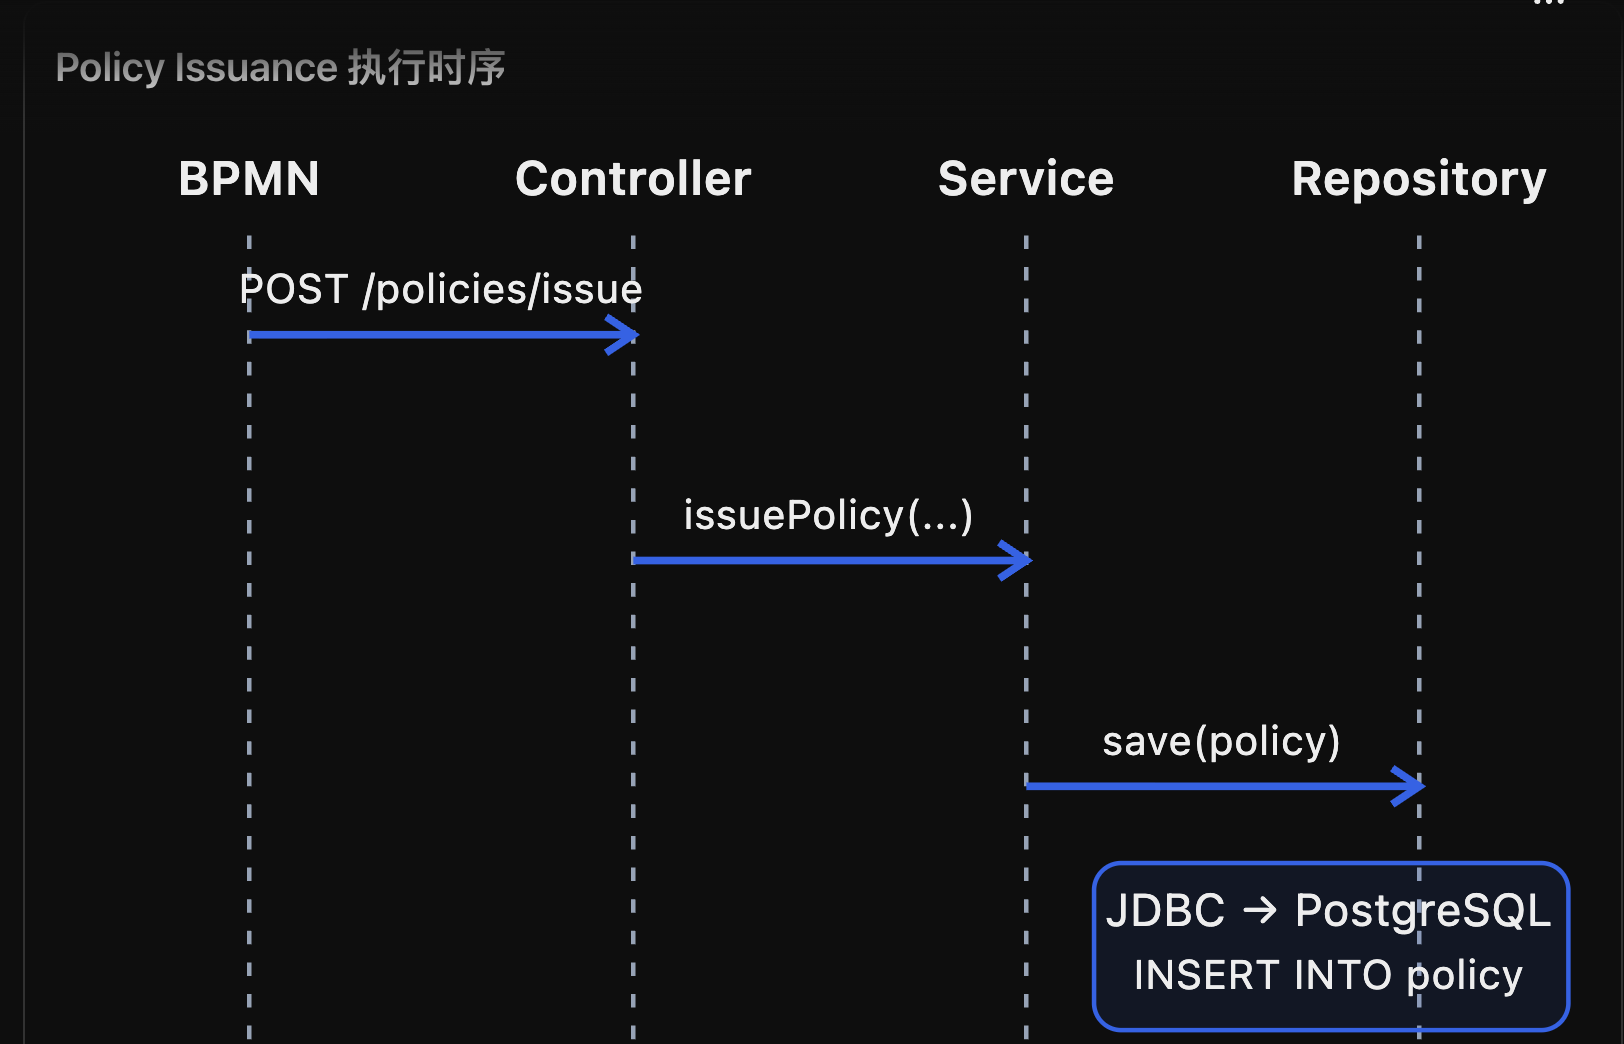 Policy Issuance 执行时序
BPMN
Controller
Service
Repository
POST /policies/issue
issuePolicy(...)
save(policy)
JDBC → PostgreSQL
INSERT INTO policy